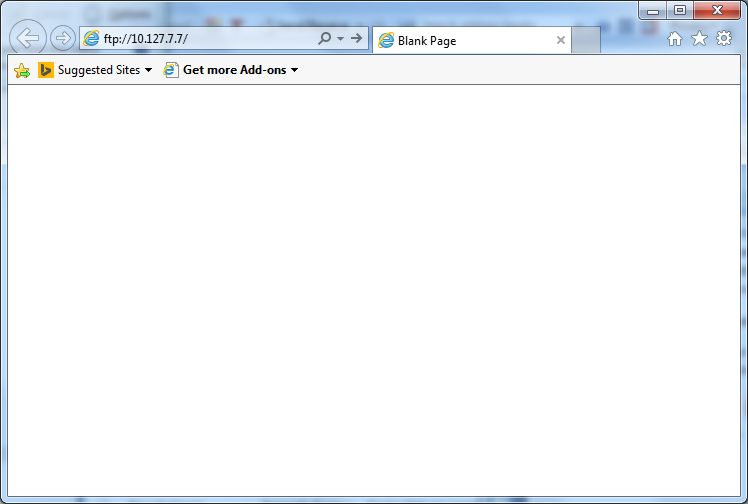 ftp://10.127.7.7/
Blank Page
Suggested Sites
Get more Add-ons